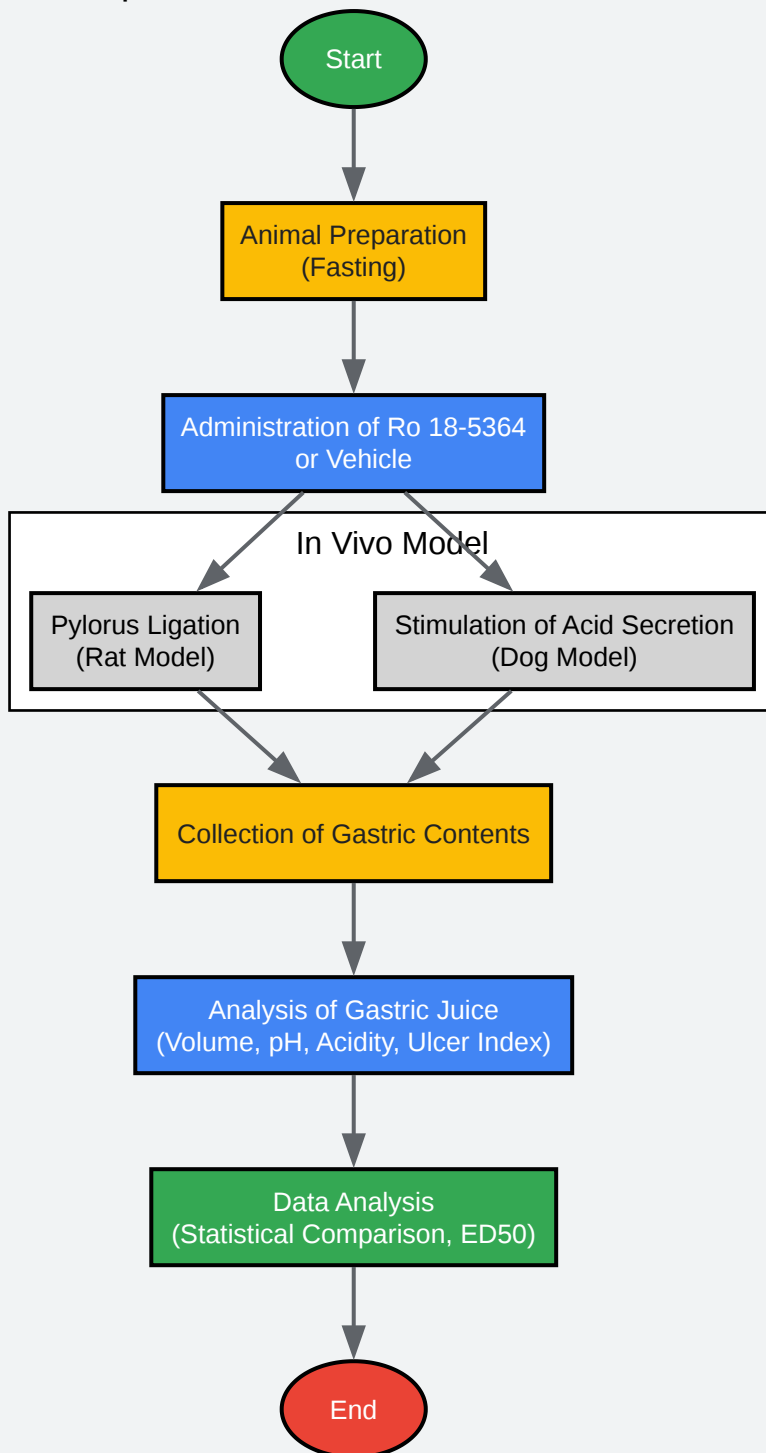 Start
Animal Preparation
(Fasting)
Administration of Ro 18-5364
or Vehicle
In Vivo Model
Pylorus Ligation
(Rat Model)
Stimulation of Acid Secretion
(Dog Model)
Collection of Gastric Contents
Analysis of Gastric Juice
(Volume, pH, Acidity, Ulcer Index)
Data Analysis
(Statistical Comparison, ED50)
End